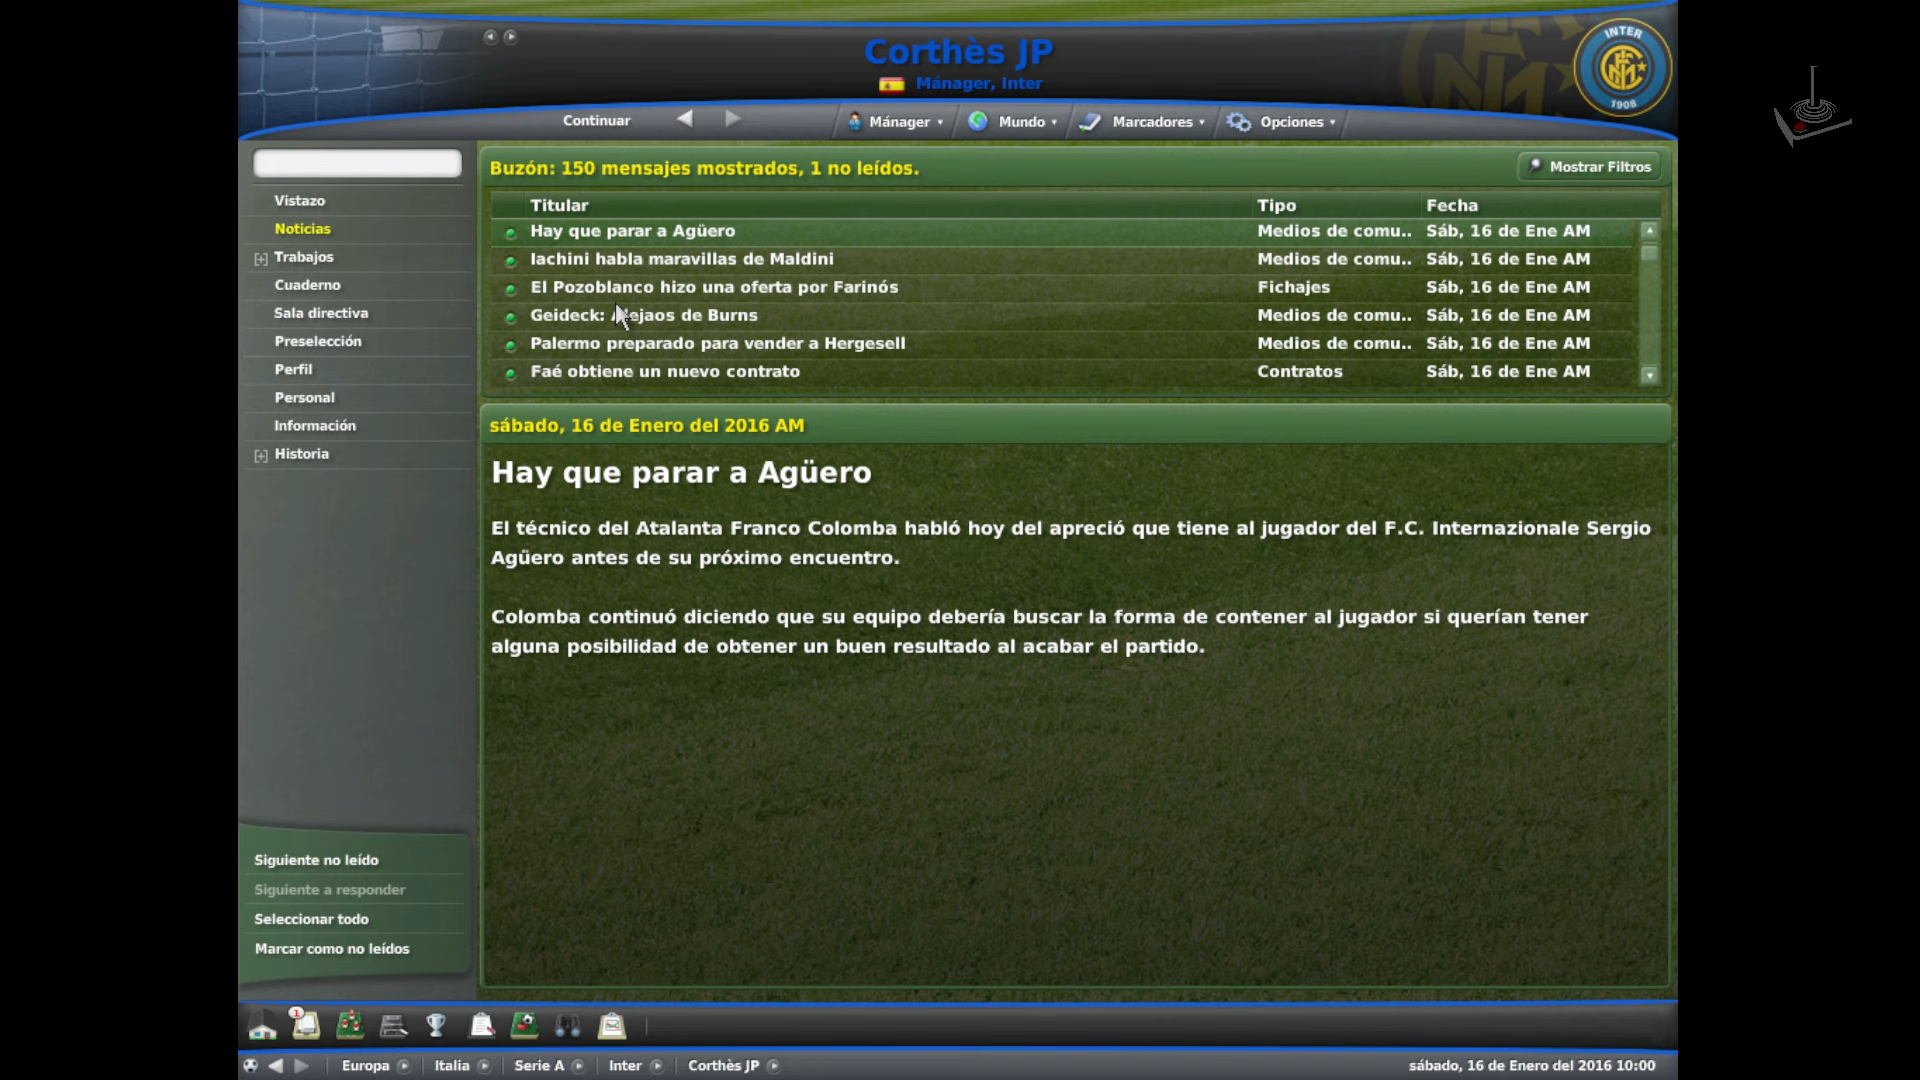 Corthès JP
Mánager, Inter
INTER
1908
Continuar
Mánager
Mundo
Marcadores
Opciones
Vistazo
Noticias
Trabajos
Cuaderno
Sala directiva
Preselección
Perfil
Personal
Información
Historia
Buzón: 150 mensajes mostrados, 1 no leídos.
Mostrar Filtros
Titular Tipo Fecha
Hay que parar a Agüero Medios de comu.. Sáb, 16 de Ene AM
Iachini habla maravillas de Maldini Medios de comu.. Sáb, 16 de Ene AM
El Pozoblanco hizo una oferta por Farinós Fichajes Sáb, 16 de Ene AM
Geideck: de Burns Medios de comu.. Sáb, 16 de Ene AM
Palermo preparado para vender a Hergesell Medios de comu.. Sáb, 16 de Ene AM
Faé obtiene un nuevo contrato Contratos Sáb, 16 de Ene AM
sábado, 16 de Enero del 2016 AM
Hay que parar a Agüero
El técnico del Atalanta Franco Colomba habló hoy del apreció que tiene al jugador del F.C. Internazionale Sergio
Agüero antes de su próximo encuentro.
Colomba continuó diciendo que su equipo debería buscar la forma de contener al jugador si querían tener
alguna posibilidad de obtener un buen resultado al acabar el partido.
Siguiente no leído
Siguiente a responder
Seleccionar todo
Marcar como no leídos
1
Europa
Italia
Serie A
Inter
Corthès JP
sábado, 16 de Enero del 2016 10:00